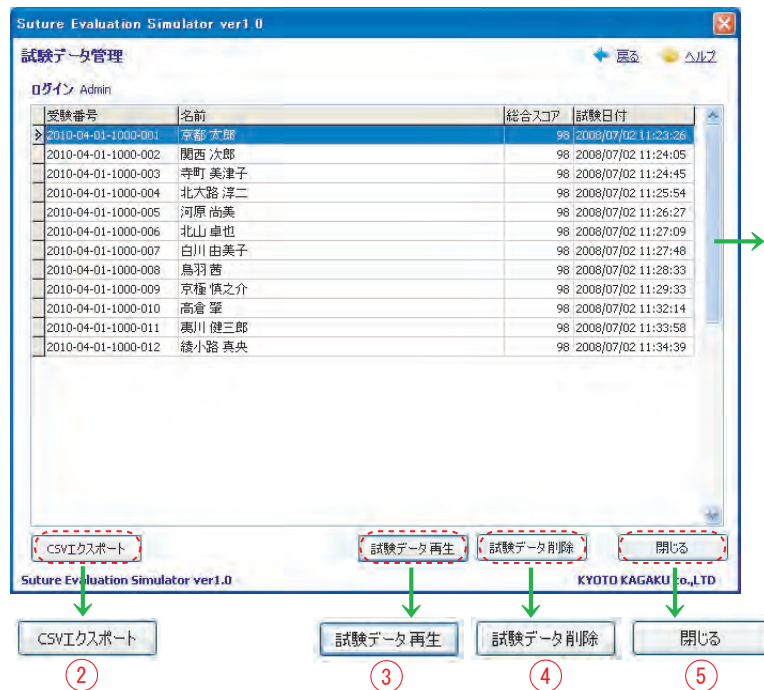 Suture Evaluation Simulator ver1.0
試験データ管理
戻る ヘルプ
ログイン Admin
受験番号 名前 総合スコア 試験日付
2010-04-01-1000-001 京都 太郎 98 2008/07/02 11:23:26
2010-04-01-1000-002 関西 次郎 98 2008/07/02 11:24:05
2010-04-01-1000-003 寺町 美津子 98 2008/07/02 11:24:45
2010-04-01-1000-004 北大路 淳二 98 2008/07/02 11:25:54
2010-04-01-1000-005 河原 尚美 98 2008/07/02 11:26:27
2010-04-01-1000-006 北山 卓也 98 2008/07/02 11:27:09
2010-04-01-1000-007 白川 由美子 98 2008/07/02 11:27:48
2010-04-01-1000-008 鳥羽 茜 98 2008/07/02 11:28:33
2010-04-01-1000-009 京極 慎之介 98 2008/07/02 11:29:33
2010-04-01-1000-010 高倉 肇 98 2008/07/02 11:32:14
2010-04-01-1000-011 夷川 健三郎 98 2008/07/02 11:33:58
2010-04-01-1000-012 綾小路 真央 98 2008/07/02 11:34:39
CSVエクスポート 試験データ再生 試験データ削除 閉じる
Suture Evaluation Simulator ver1.0 KYOTO KAGAKU co.,LTD
CSVエクスポート 試験データ再生 試験データ削除 閉じる
② ③ ④ ⑤